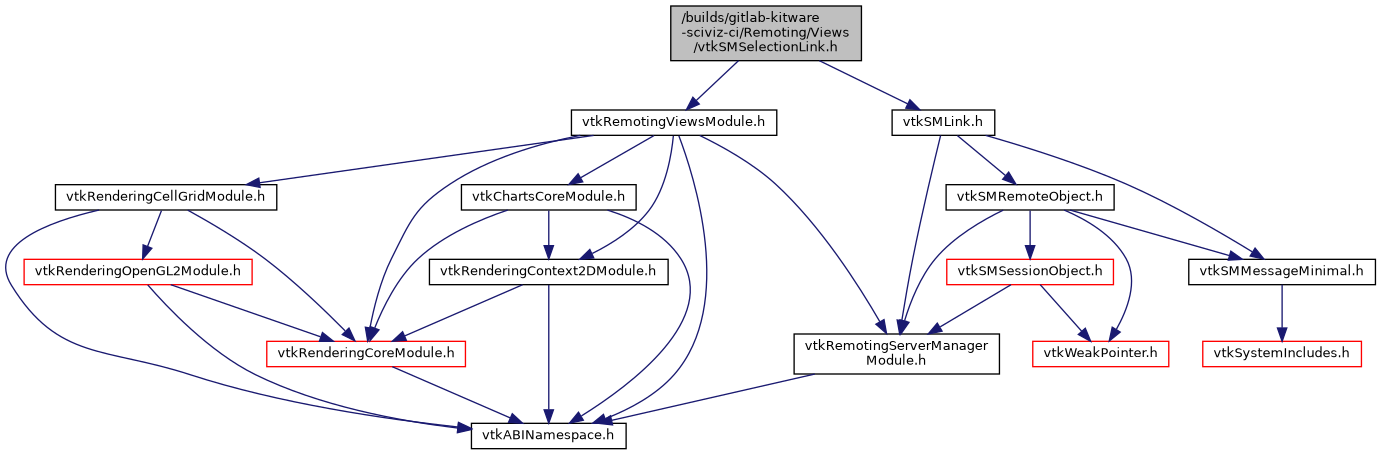 /builds/gitlab-kitware
-sciviz-ci/Remoting/Views
/vtkSMSelectionLink.h
vtkRemotingViewsModule.h
vtkSMLink.h
vtkRenderingCellGridModule.h
vtkChartsCoreModule.h
vtkSMRemoteObject.h
vtkRenderingOpenGL2Module.h
vtkRenderingContext2DModule.h
vtkSMSessionObject.h
vtkSMMessageMinimal.h
vtkRenderingCoreModule.h
vtkRemotingServerManager
Module.h
vtkWeakPointer.h
vtkSystemIncludes.h
vtkABINamespace.h